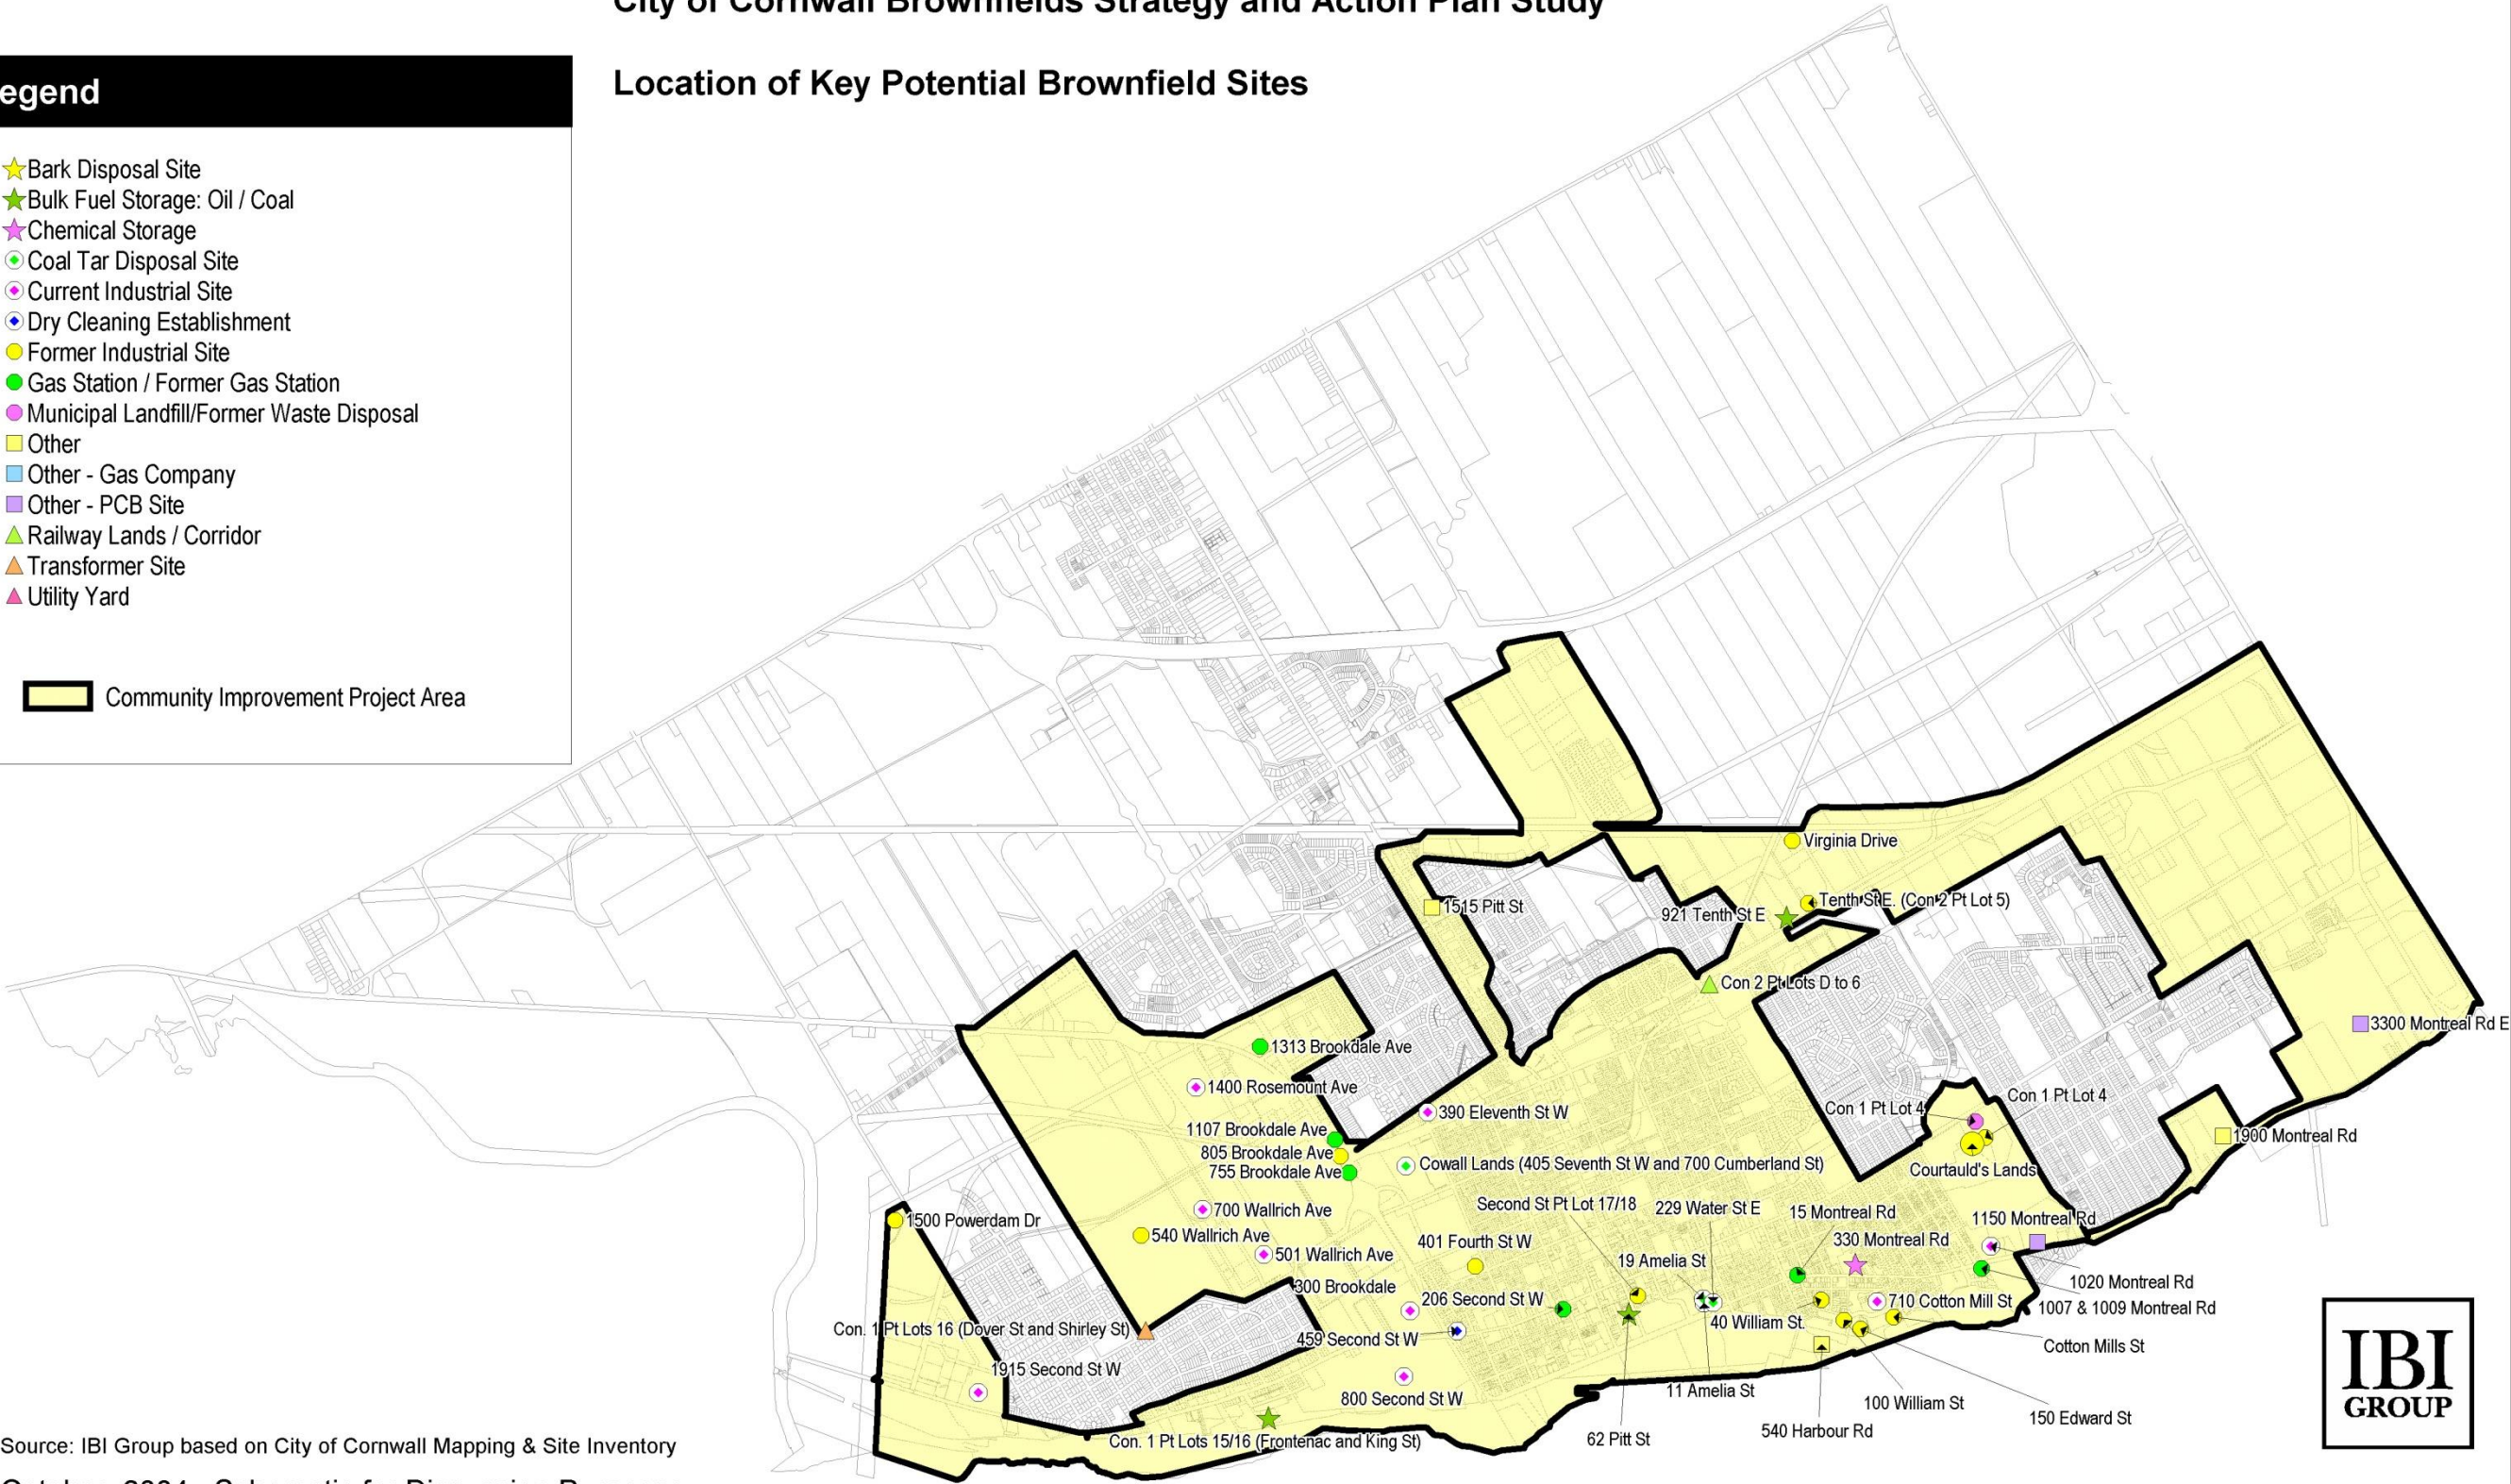 City of Cornwall Brownfields Strategy and Action Plan Study
Location of Key Potential Brownfield Sites
egend
Bark Disposal Site
Bulk Fuel Storage: Oil / Coal
Chemical Storage
Coal Tar Disposal Site
Current Industrial Site
Dry Cleaning Establishment
Former Industrial Site
Gas Station / Former Gas Station
Municipal Landfill/Former Waste Disposal
Other
Other - Gas Company
Other - PCB Site
Railway Lands / Corridor
Transformer Site
Utility Yard
Community Improvement Project Area
Virginia Drive
Tenth St E. (Con 2 Pt Lot 5)
1515 Pitt St
921 Tenth St E
Con 2 Pt Lots D to 6
3300 Montreal Rd E
1313 Brookdale Ave
1400 Rosemount Ave
Con 1 Pt Lot 4
Con 1 Pt Lot 4
390 Eleventh St W
1107 Brookdale Ave
805 Brookdale Ave
755 Brookdale Ave
1900 Montreal Rd
Cowall Lands (405 Seventh St W and 700 Cumberland St)
Courtauld's Lands
700 Wallrich Ave
Second St Pt Lot 17/18
229 Water St E
15 Montreal Rd
1150 Montreal Rd
1500 Powerdam Dr
540 Wallrich Ave
401 Fourth St W
330 Montreal Rd
501 Wallrich Ave
19 Amelia St
1020 Montreal Rd
300 Brookdale
206 Second St W
710 Cotton Mill St
1007 & 1009 Montreal Rd
Con. 1 Pt Lots 16 (Dover St and Shirley St)
459 Second St W
40 William St.
Cotton Mills St
1915 Second St W
800 Second St W
11 Amelia St
100 William St
150 Edward St
Con. 1 Pt Lots 15/16 (Frontenac and King St)
62 Pitt St
540 Harbour Rd
IBI
GROUP
Source: IBI Group based on City of Cornwall Mapping & Site Inventory